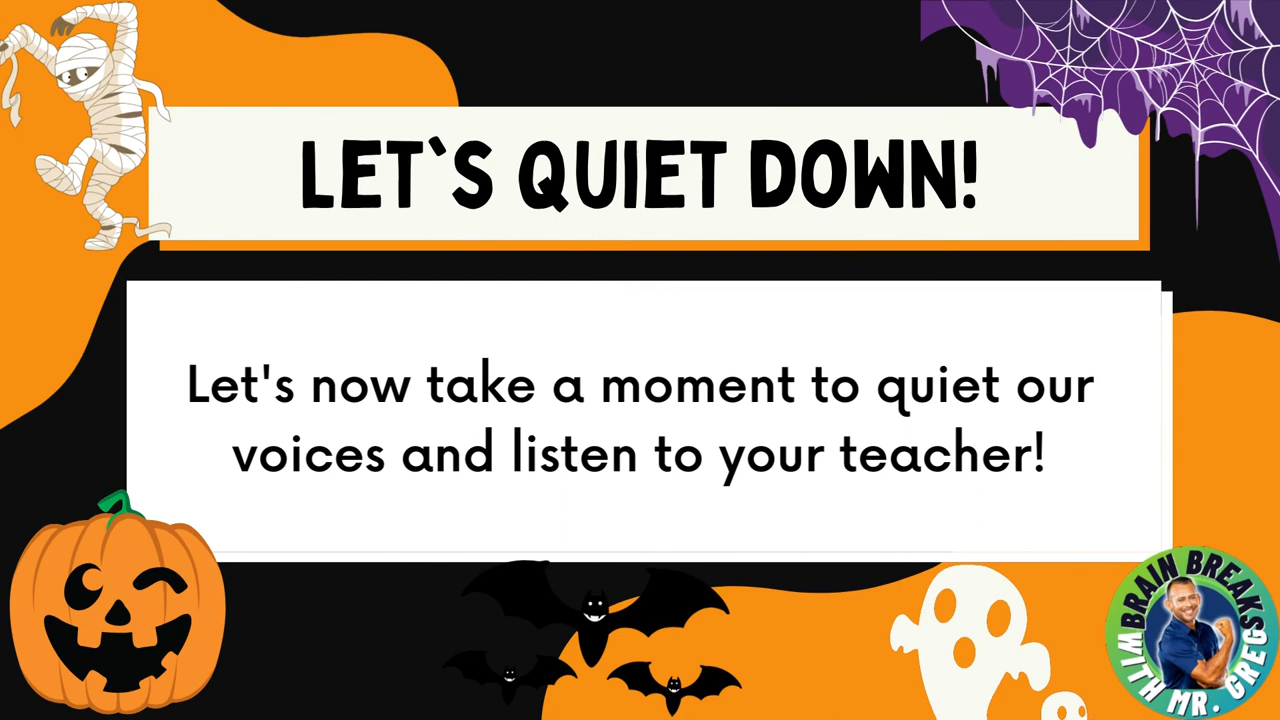 LET`S QUIET DOWN!
Let's now take a moment to quiet our
voices and listen to your teacher!
BRAIN BREAKS
WITH MR. GREG